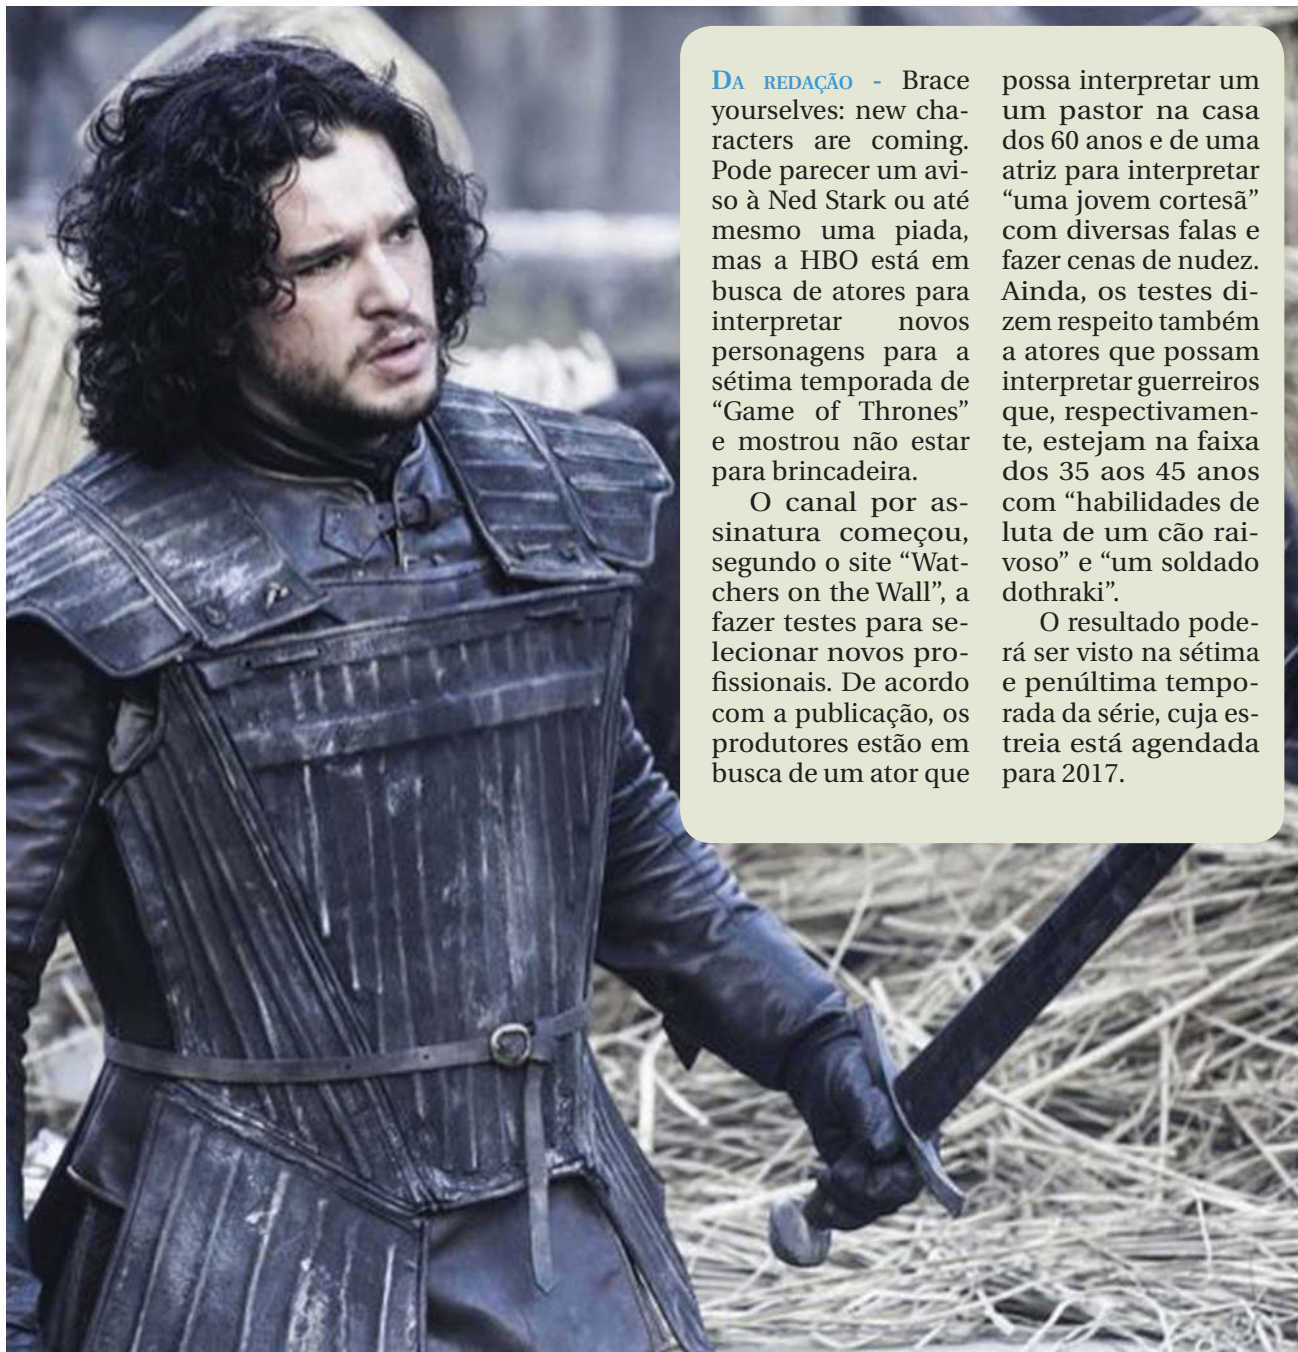 DA REDAÇÃO - Brace
yourselves: new cha-
racters are coming.
Pode parecer um avi-
so à Ned Stark ou até
mesmo uma piada,
mas a HBO está em
busca de atores para
interpretar novos
personagens para a
sétima temporada de
“Game of Thrones”
e mostrou não estar
para brincadeira.
O canal por as-
sinatura começou,
segundo o site “Wat-
chers on the Wall”, a
fazer testes para se-
lecionar novos pro-
fissionais. De acordo
com a publicação, os
produtores estão em
busca de um ator que
possa interpretar um
um pastor na casa
dos 60 anos e de uma
atriz para interpretar
“uma jovem cortesã”
com diversas falas e
fazer cenas de nudez.
Ainda, os testes di-
zem respeito também
a atores que possam
interpretar guerreiros
que, respectivamen-
te, estejam na faixa
dos 35 aos 45 anos
com “habilidades de
luta de um cão rai-
voso” e “um soldado
dothraki”.
O resultado pode-
rá ser visto na sétima
e penúltima tempo-
rada da série, cuja es-
treia está agendada
para 2017.